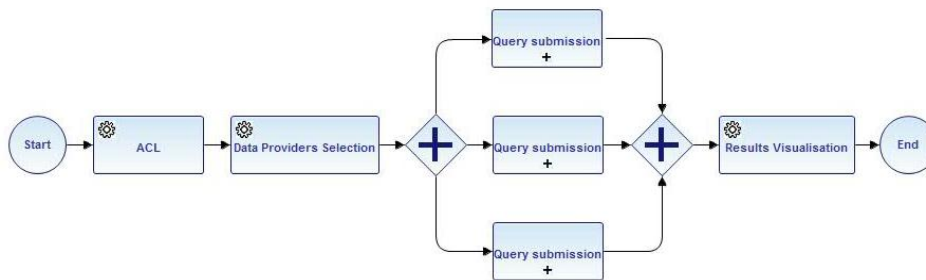 Query submission
+
Start
ACL
Data Providers Selection
Query submission
+
Results Visualisation
End
Query submission
+